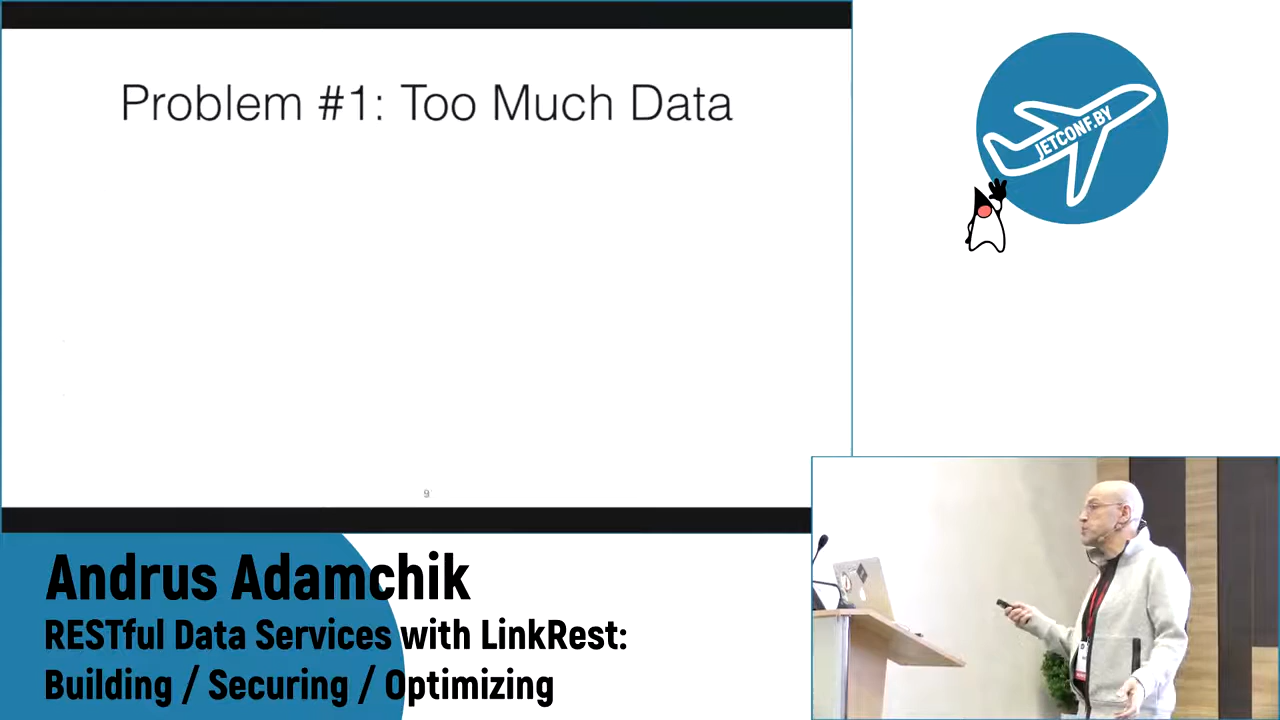 Problem #1: Too Much Data
9
JETCONF.BY
Andrus Adamchik
RESTful Data Services with LinkRest:
Building / Securing / Optimizing